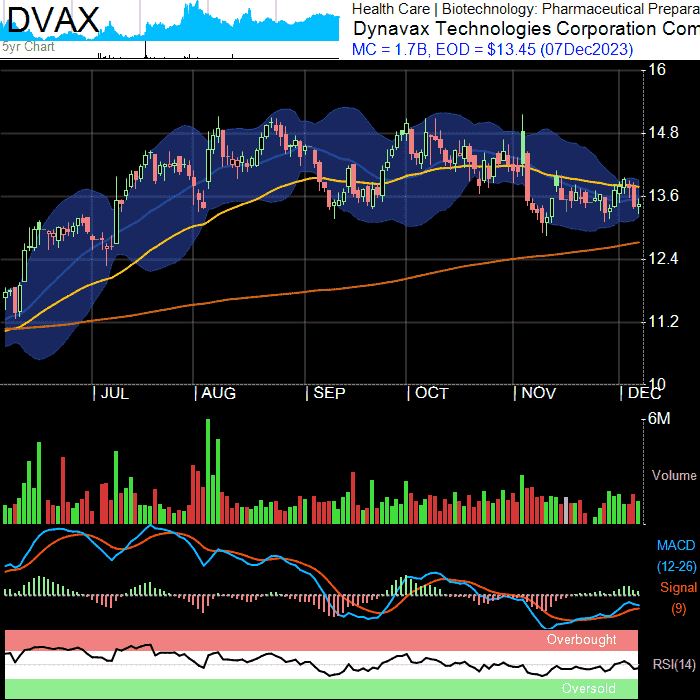 DVAX
5yr Chart
Health Care | Biotechnology: Pharmaceutical Prepara
Dynavax Technologies Corporation Com
MC = 1.7B, EOD = $13.45 (07Dec2023)
16
14.8
13.6
12.4
11.2
10
| JUL | AUG | SEP | OCT | NOV | DEC
6M
Volume
MACD
(12-26)
Signal
(9)
Overbought
RSI(14)
Oversold